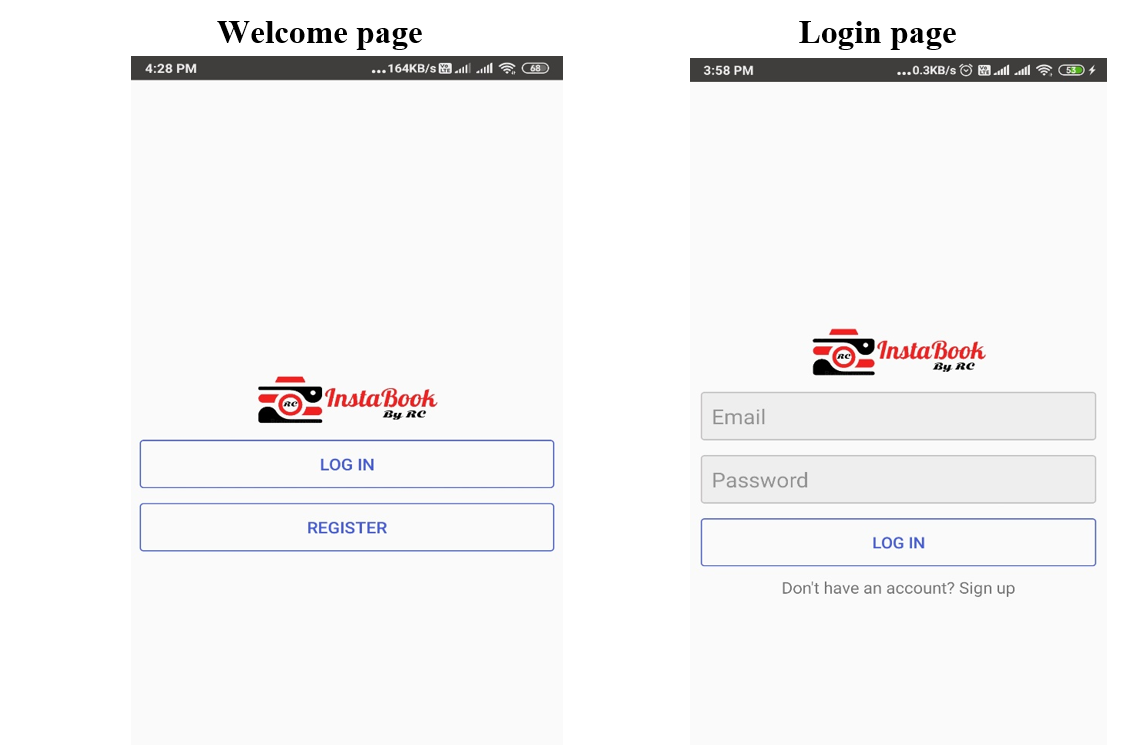 Welcome page
4:28 PM
...164KB/s
68
RC
InstaBook
By RC
LOG IN
REGISTER
Login page
3:58 PM
...0.3KB/s
53
RC
InstaBook
By RC
Email
Password
LOG IN
Don't have an account? Sign up